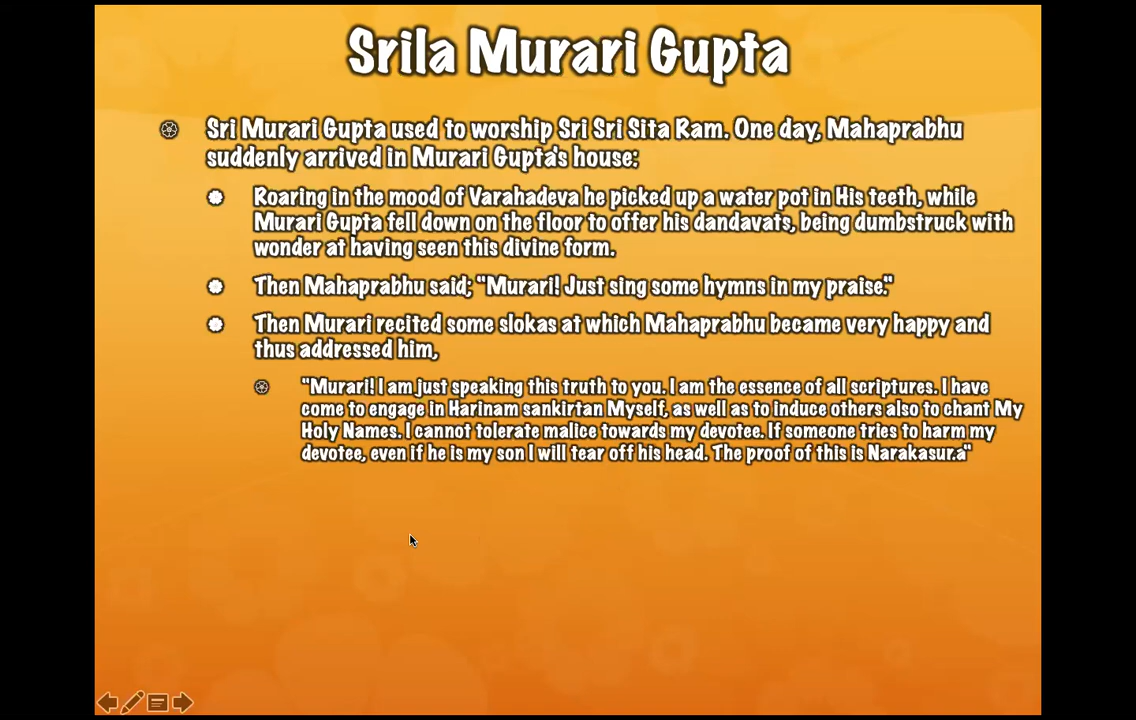 Srila Murari Gupta
Sri Murari Gupta used to worship Sri Sri Sita Ram. One day, Mahaprabhu
suddenly arrived in Murari Gupta's house:
Roaring in the mood of Varahadeva he picked up a water pot in His teeth, while
Murari Gupta fell down on the floor to offer his dandavats, being dumbstruck with
wonder at having seen this divine form.
Then Mahaprabhu said; "Murari! Just sing some hymns in my praise."
Then Murari recited some slokas at which Mahaprabhu became very happy and
thus addressed him,
"Murari! I am just speaking this truth to you. I am the essence of all scriptures. I have
come to engage in Harinam sankirtan Myself, as well as to induce others also to chant My
Holy Names. I cannot tolerate malice towards my devotee. If someone tries to harm my
devotee, even if he is my son I will tear off his head. The proof of this is Narakasur.a"